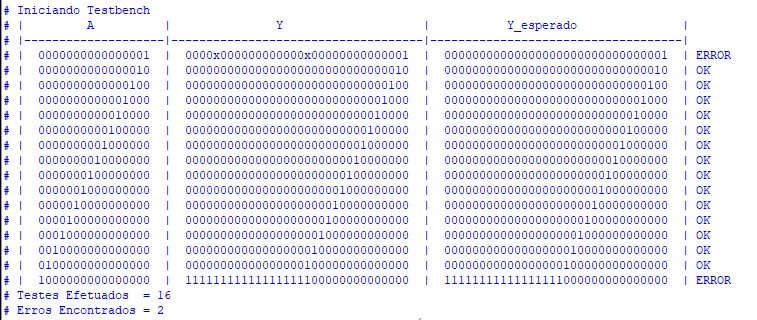 # Iniciando Testbench
# |         A          |               Y                    |           Y_esperado               |
# |--------------------|------------------------------------|------------------------------------|
# |  0000000000000001  |  0000x000000000000x00000000000001  |  00000000000000000000000000000001  | ERROR
# |  0000000000000010  |  00000000000000000000000000000010  |  00000000000000000000000000000010  | OK
# |  0000000000000100  |  00000000000000000000000000000100  |  00000000000000000000000000000100  | OK
# |  0000000000001000  |  00000000000000000000000000001000  |  00000000000000000000000000001000  | OK
# |  0000000000010000  |  00000000000000000000000000010000  |  00000000000000000000000000010000  | OK
# |  0000000000100000  |  00000000000000000000000000100000  |  00000000000000000000000000100000  | OK
# |  0000000001000000  |  00000000000000000000000001000000  |  00000000000000000000000001000000  | OK
# |  0000000010000000  |  00000000000000000000000010000000  |  00000000000000000000000010000000  | OK
# |  0000000100000000  |  00000000000000000000000100000000  |  00000000000000000000000100000000  | OK
# |  0000001000000000  |  00000000000000000000001000000000  |  00000000000000000000001000000000  | OK
# |  0000010000000000  |  00000000000000000000010000000000  |  00000000000000000000010000000000  | OK
# |  0000100000000000  |  00000000000000000000100000000000  |  00000000000000000000100000000000  | OK
# |  0001000000000000  |  00000000000000000001000000000000  |  00000000000000000001000000000000  | OK
# |  0010000000000000  |  00000000000000000010000000000000  |  00000000000000000010000000000000  | OK
# |  0100000000000000  |  00000000000000000100000000000000  |  00000000000000000100000000000000  | OK
# |  1000000000000000  |  11111111111111111000000000000000  |  11111111111111111000000000000000  | ERROR
# Testes Efetuados  = 16
# Erros Encontrados = 2